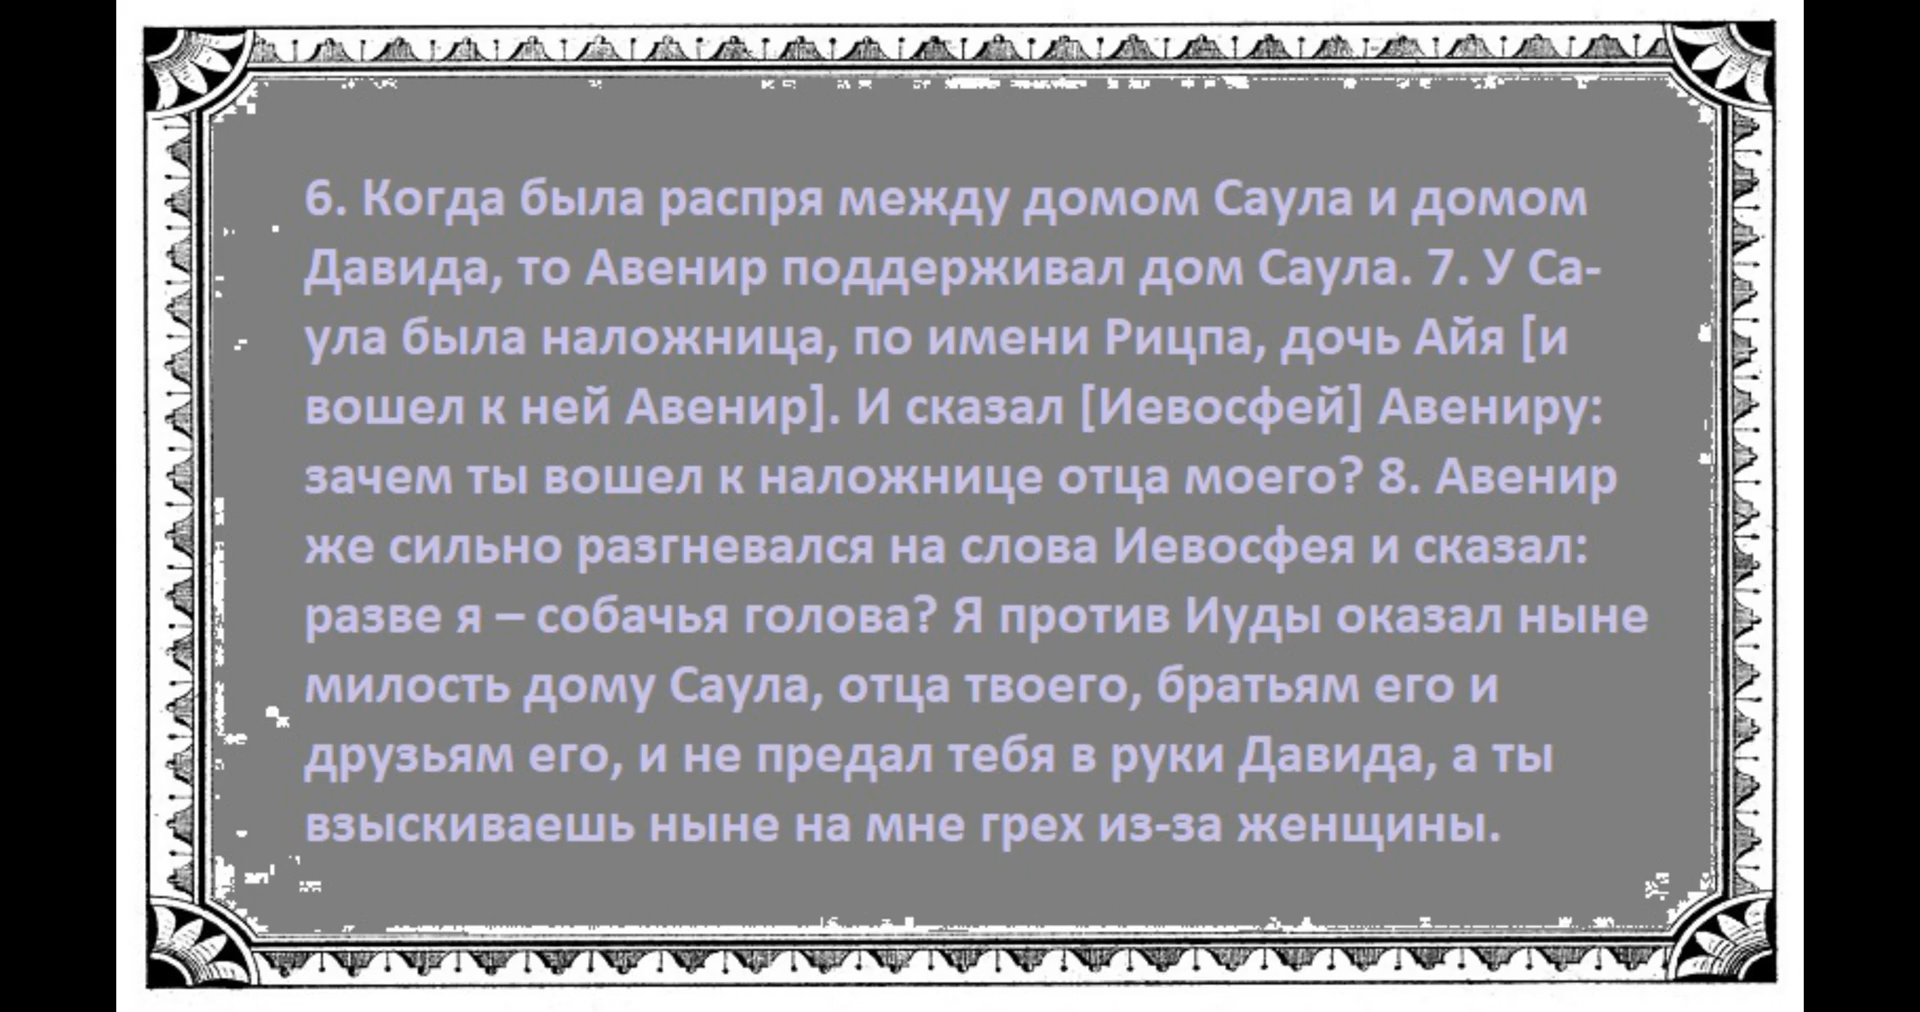 6. Когда была распря между домом Саула и домом
Давида, то Авенир поддерживал дом Саула. 7. У Са-
ула была наложница, по имени Рицпа, дочь Айя [и
вошел к ней Авенир]. И сказал [Иевосфей] Авениру:
зачем ты вошел к наложнице отца моего? 8. Авенир
же сильно разгневался на слова Иевосфея и сказал:
разве я – собачья голова? Я против Иуды оказал ныне
милость дому Саула, отца твоего, братьям его и
друзьям его, и не предал тебя в руки Давида, а ты
взыскиваешь ныне на мне грех из-за женщины.